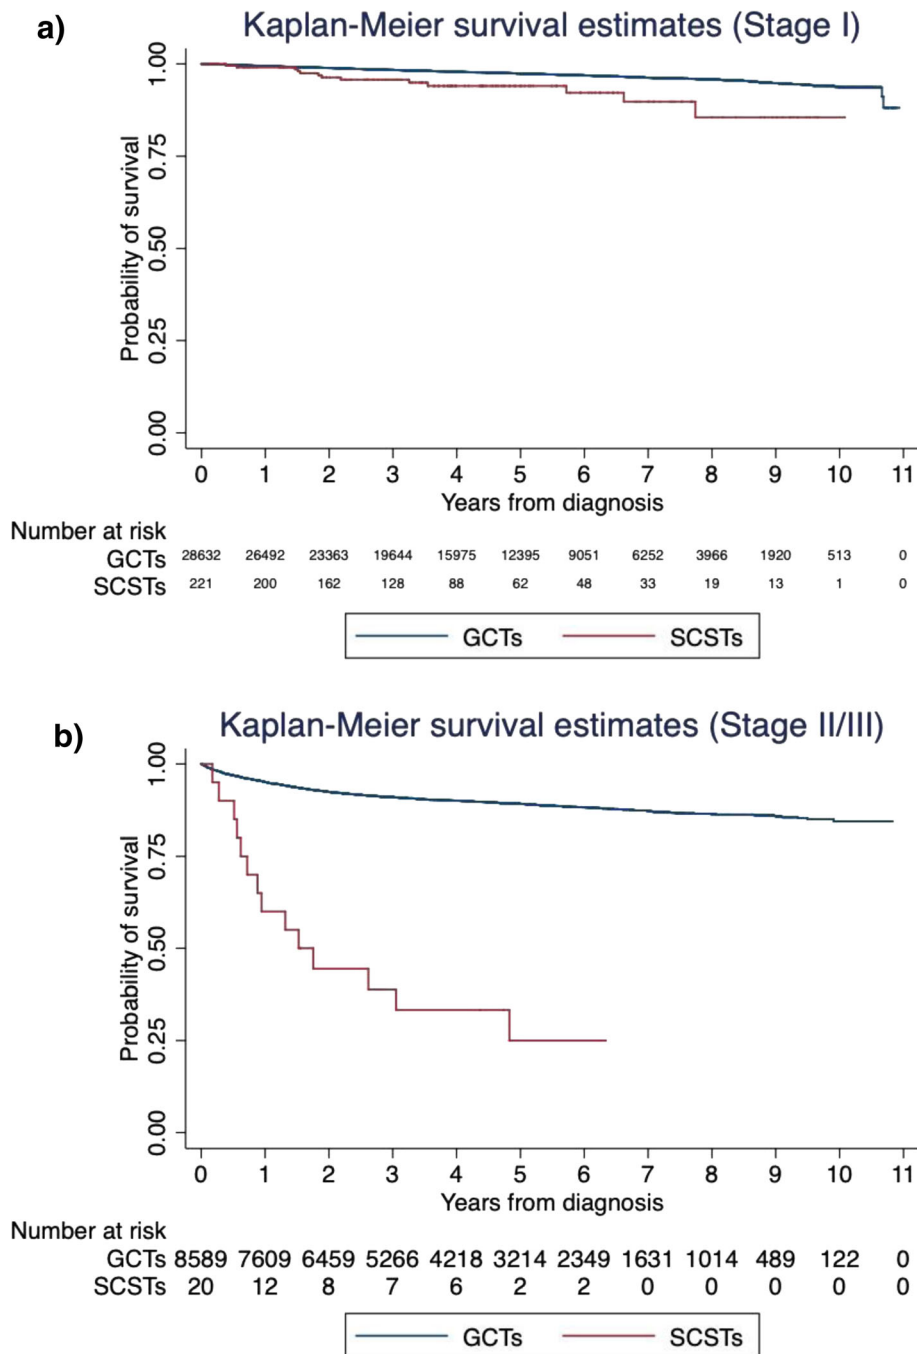 a)
Kaplan-Meier survival estimates (Stage I)
Probability of survival
1.00
0.75
0.50
0.25
0.00
0 1 2 3 4 5 6 7 8 9 10 11
Years from diagnosis
Number at risk
GCTs 28632 26492 23363 19644 15975 12395 9051 6252 3966 1920 513 0
SCSTs 221 200 162 128 88 62 48 33 19 13 1 0
GCTs SCSTs
b)
Kaplan-Meier survival estimates (Stage II/III)
Probability of survival
1.00
0.75
0.50
0.25
0.00
0 1 2 3 4 5 6 7 8 9 10 11
Years from diagnosis
Number at risk
GCTs 8589 7609 6459 5266 4218 3214 2349 1631 1014 489 122 0
SCSTs 20 12 8 7 6 2 2 0 0 0 0 0
GCTs SCSTs